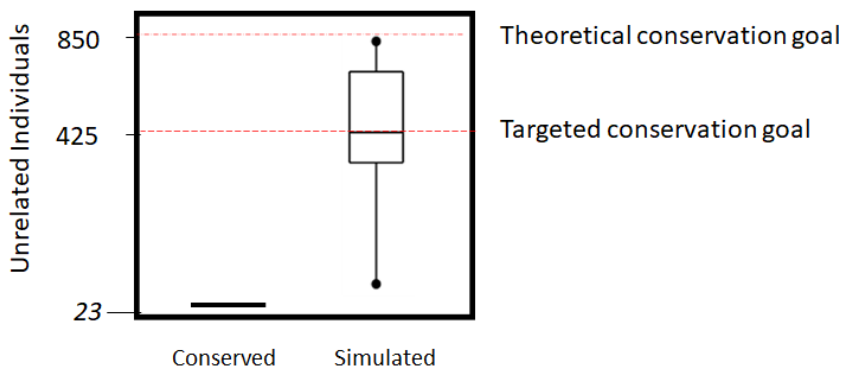 Unrelated Individuals
850
Theoretical conservation goal
425
Targeted conservation goal
23
Conserved
Simulated